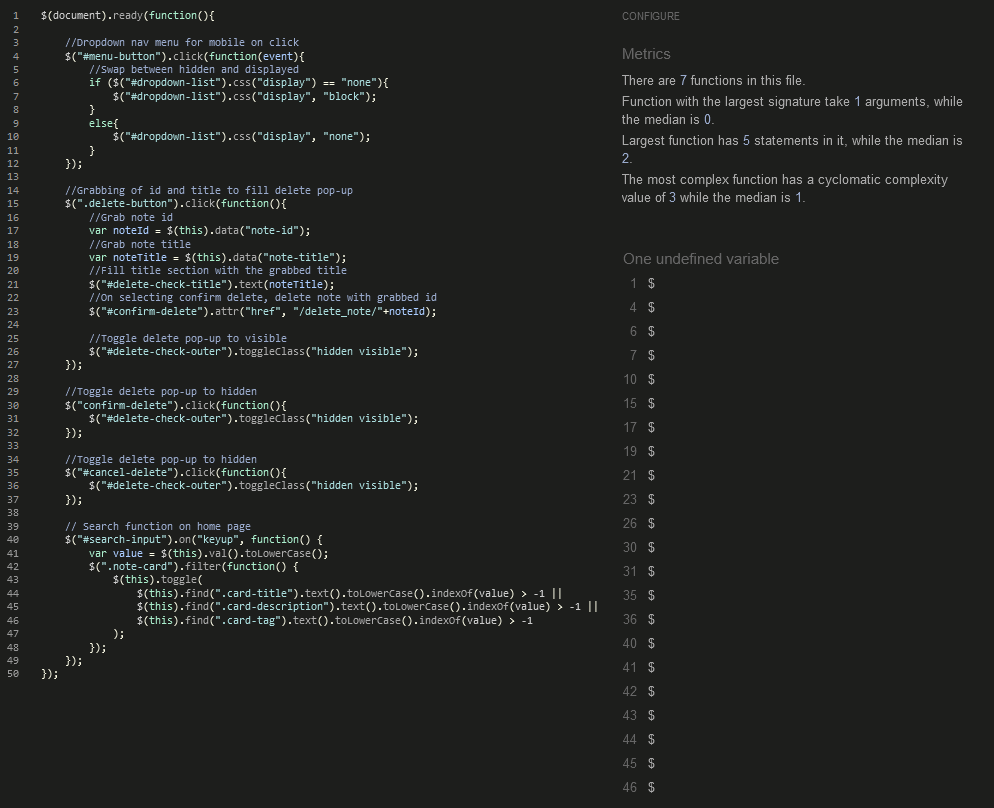 1 $(document).ready(function(){
2
3 //Dropdown nav menu for mobile on click
4 $("#menu-button").click(function(event){
5 //Swap between hidden and displayed
6 if ($("#dropdown-list").css("display") == "none"){
7 $("#dropdown-list").css("display", "block");
8 }
9 else{
10 $("#dropdown-list").css("display", "none");
11 }
12 });
13
14 //Grabbing of id and title to fill delete pop-up
15 $(".delete-button").click(function(){
16 //Grab note id
17 var noteId = $(this).data("note-id");
18 //Grab note title
19 var noteTitle = $(this).data("note-title");
20 //Fill title section with the grabbed title
21 $("#delete-check-title").text(noteTitle);
22 //On selecting confirm delete, delete note with grabbed id
23 $("#confirm-delete").attr("href", "/delete_note/"+noteId);
24
25 //Toggle delete pop-up to visible
26 $("#delete-check-outer").toggleClass("hidden visible");
27 });
28
29 //Toggle delete pop-up to hidden
30 $("confirm-delete").click(function(){
31 $("#delete-check-outer").toggleClass("hidden visible");
32 });
33
34 //Toggle delete pop-up to hidden
35 $("#cancel-delete").click(function(){
36 $("#delete-check-outer").toggleClass("hidden visible");
37 });
38
39 // Search function on home page
40 $("#search-input").on("keyup", function() {
41 var value = $(this).val().toLowerCase();
42 $(".note-card").filter(function() {
43 $(this).toggle(
44 $(this).find(".card-title").text().toLowerCase().indexOf(value) > -1 ||
45 $(this).find(".card-description").text().toLowerCase().indexOf(value) > -1 ||
46 $(this).find(".card-tag").text().toLowerCase().indexOf(value) > -1
47 );
48 });
49 });
50 });
CONFIGURE
Metrics
There are 7 functions in this file.
Function with the largest signature take 1 arguments, while
the median is 0.
Largest function has 5 statements in it, while the median is
2.
The most complex function has a cyclomatic complexity
value of 3 while the median is 1.
One undefined variable
1 $
4 $
6 $
7 $
10 $
15 $
17 $
19 $
21 $
23 $
26 $
30 $
31 $
35 $
36 $
40 $
41 $
42 $
43 $
44 $
45 $
46 $